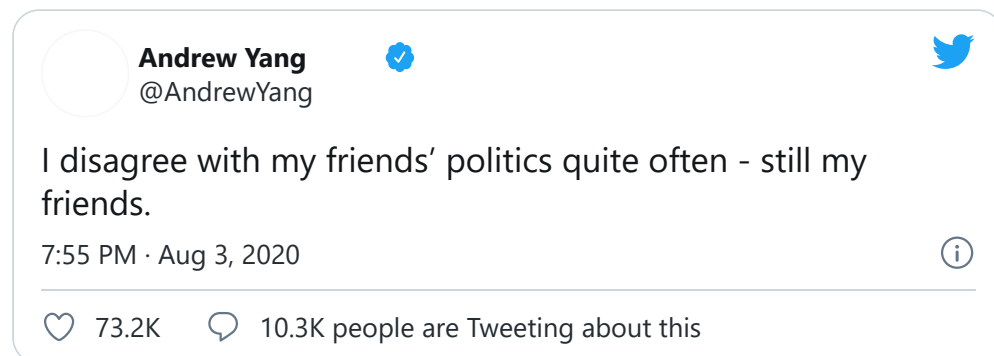 Andrew Yang
@AndrewYang
I disagree with my friends’ politics quite often - still my
friends.
7:55 PM · Aug 3, 2020
73.2K 10.3K people are Tweeting about this